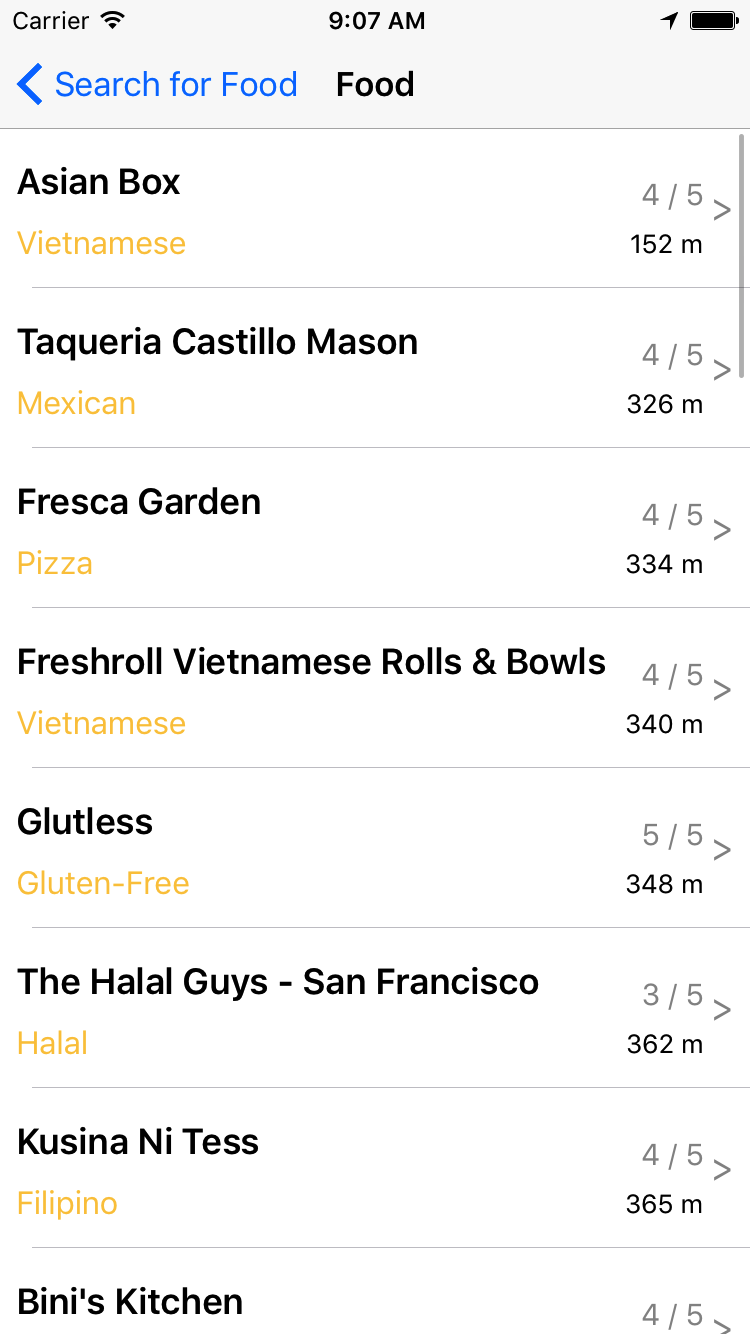 Carrier 9:07 AM
Search for Food Food
Asian Box
4 / 5 >
Vietnamese
152 m
Taqueria Castillo Mason
4 / 5 >
Mexican
326 m
Fresca Garden
4 / 5 >
Pizza
334 m
Freshroll Vietnamese Rolls & Bowls
4 / 5 >
Vietnamese
340 m
Glutless
5 / 5 >
Gluten-Free
348 m
The Halal Guys - San Francisco
3 / 5 >
Halal
362 m
Kusina Ni Tess
4 / 5 >
Filipino
365 m
Bini's Kitchen
4 / 5 >